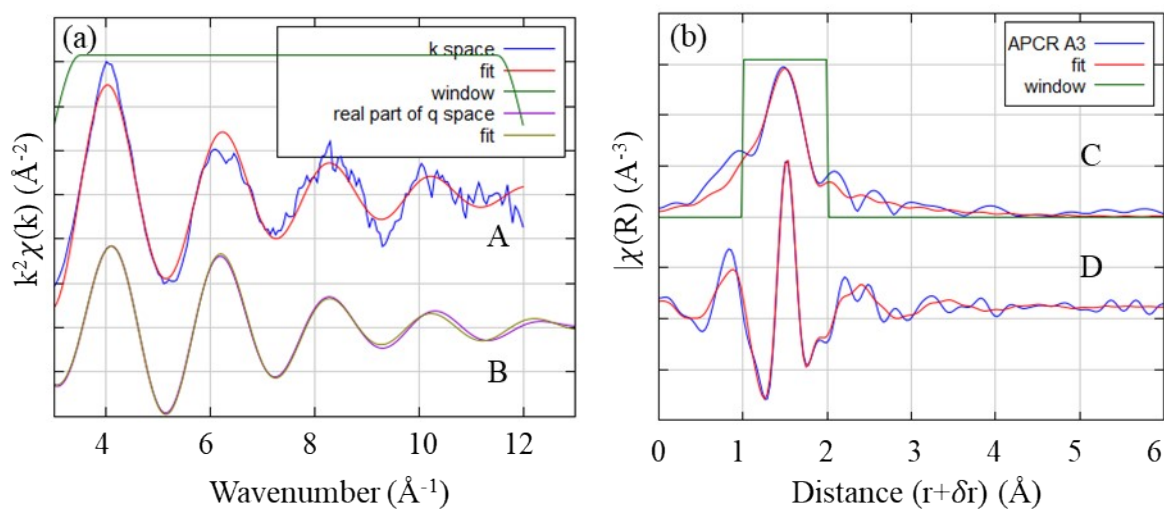 (a)
k space
fit
window
real part of q space
fit
A
B
k²χ(k) (Å⁻²)
4 6 8 10 12
Wavenumber (Å⁻¹)
(b)
APCR A3
fit
window
C
D
|χ(R) (A⁻³)
0 1 2 3 4 5 6
Distance (r+δr) (Å)